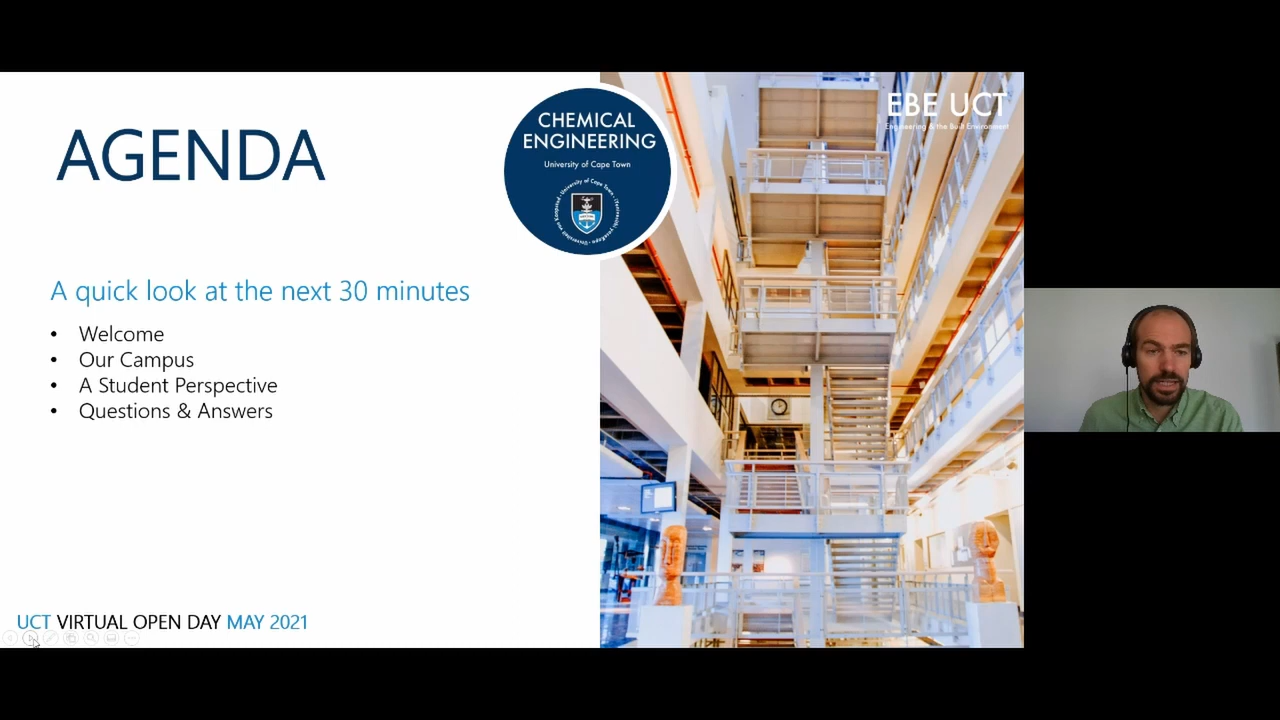 AGENDA
CHEMICAL
ENGINEERING
University of Cape Town
EBE UCT
Engineering & the Built Environment
A quick look at the next 30 minutes
• Welcome
• Our Campus
• A Student Perspective
• Questions & Answers
UCT VIRTUAL OPEN DAY MAY 2021